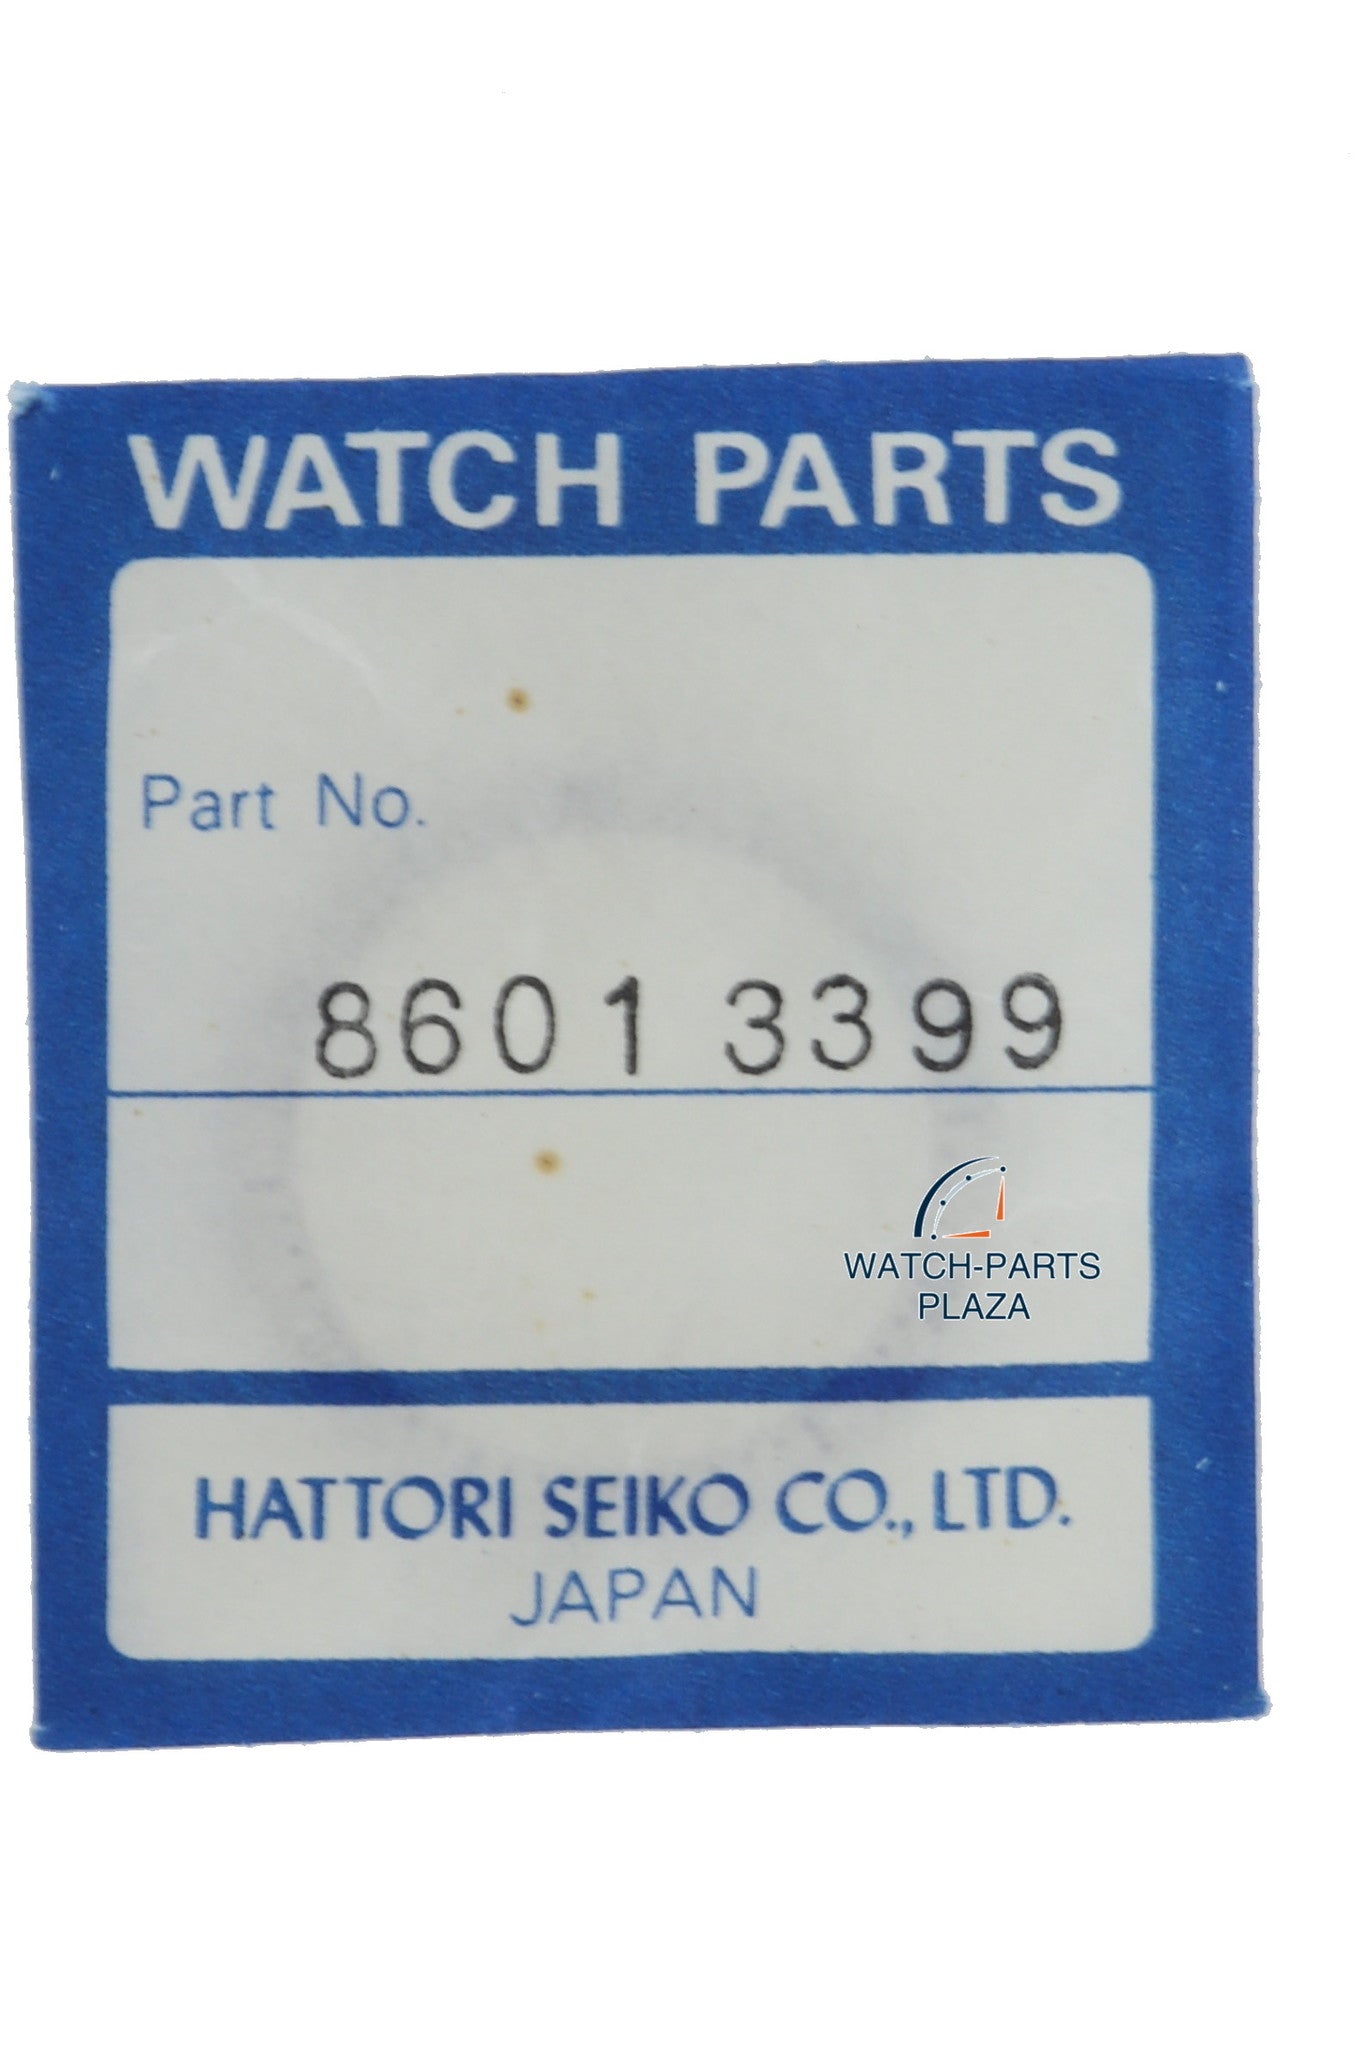 WATCH PARTS
Part No.
8601 3399
WATCH-PARTS
PLAZA
HATTORI SEIKO CO., LTD.
JAPAN